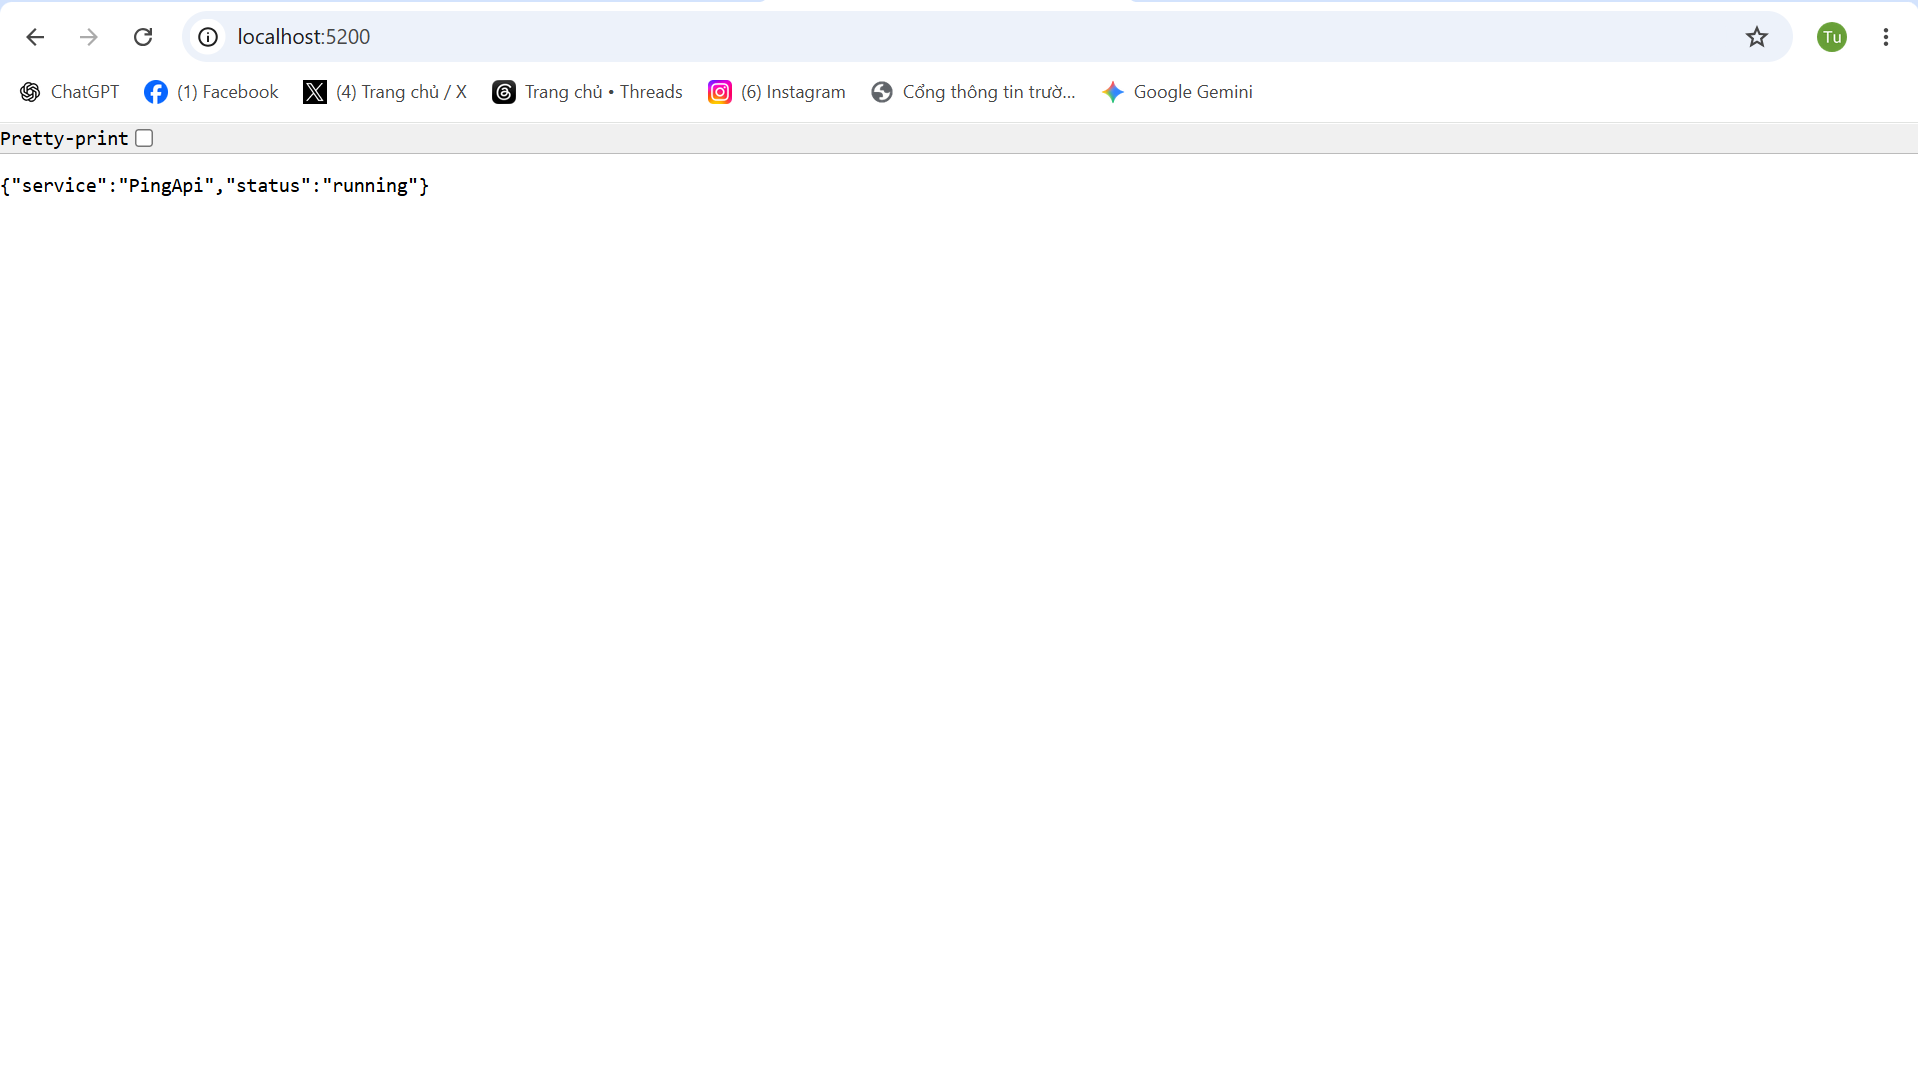 localhost:5200
Tu
ChatGPT (1) Facebook (4) Trang chủ / X Trang chủ • Threads (6) Instagram Cổng thông tin trườ... Google Gemini
Pretty-print
{"service":"PingApi","status":"running"}